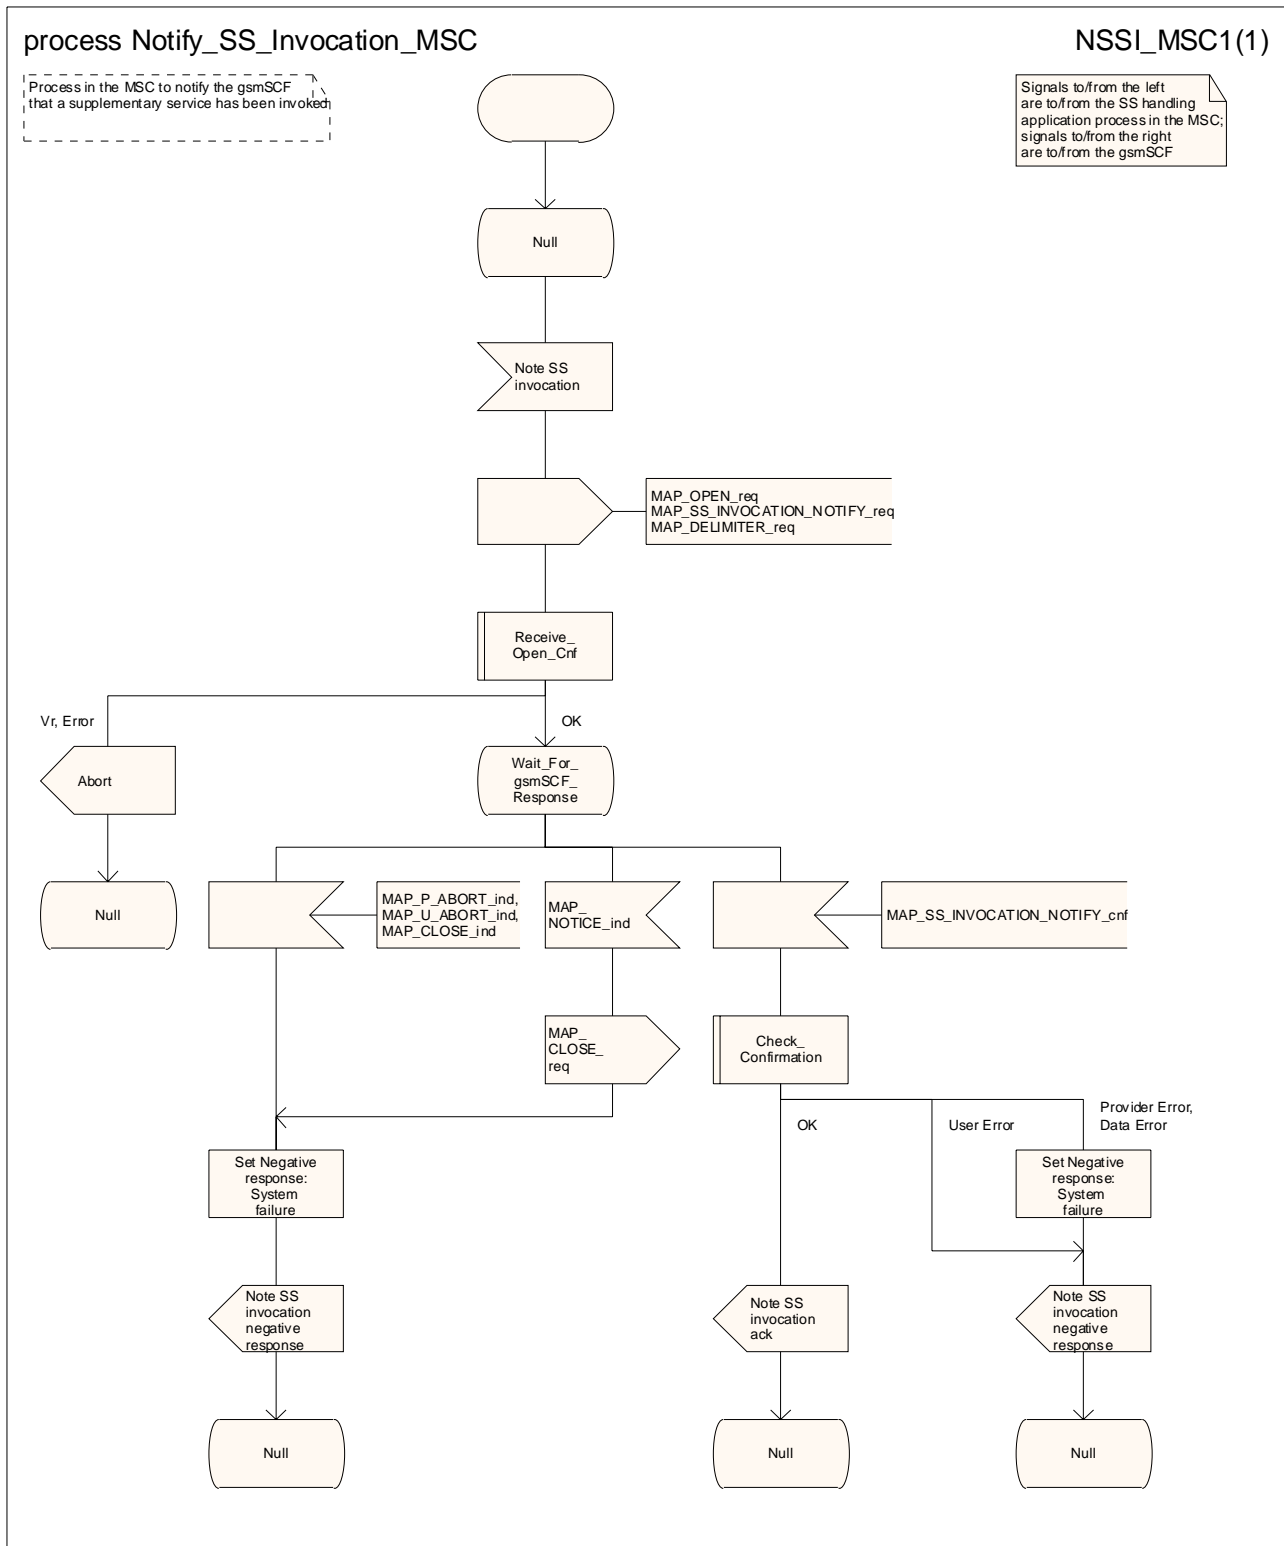 process Notify_SS_Invocation_MSC
NSSI_MSC1(1)
Process in the MSC to notify the gsmSCF
that a supplementary service has been invoked
Signals to/from the left
are to/from the SS handling
application process in the MSC;
signals to/from the right
are to/from the gsmSCF
Null
Note SS
invocation
MAP_OPEN_req
MAP_SS_INVOCATION_NOTIFY_req
MAP_DELIMITER_req
Receive_
Open_Cnf
Vr, Error
OK
Abort
Wait_For_
gsmSCF_
Response
Null
MAP_P_ABORT_ind,
MAP_U_ABORT_ind,
MAP_CLOSE_ind
MAP_
NOTICE_ind
MAP_SS_INVOCATION_NOTIFY_cnf
MAP_
CLOSE_
req
Check_
Confirmation
OK
User Error
Provider Error,
Data Error
Set Negative
response:
System
failure
Set Negative
response:
System
failure
Note SS
invocation
negative
response
Note SS
invocation
ack
Note SS
invocation
negative
response
Null
Null
Null